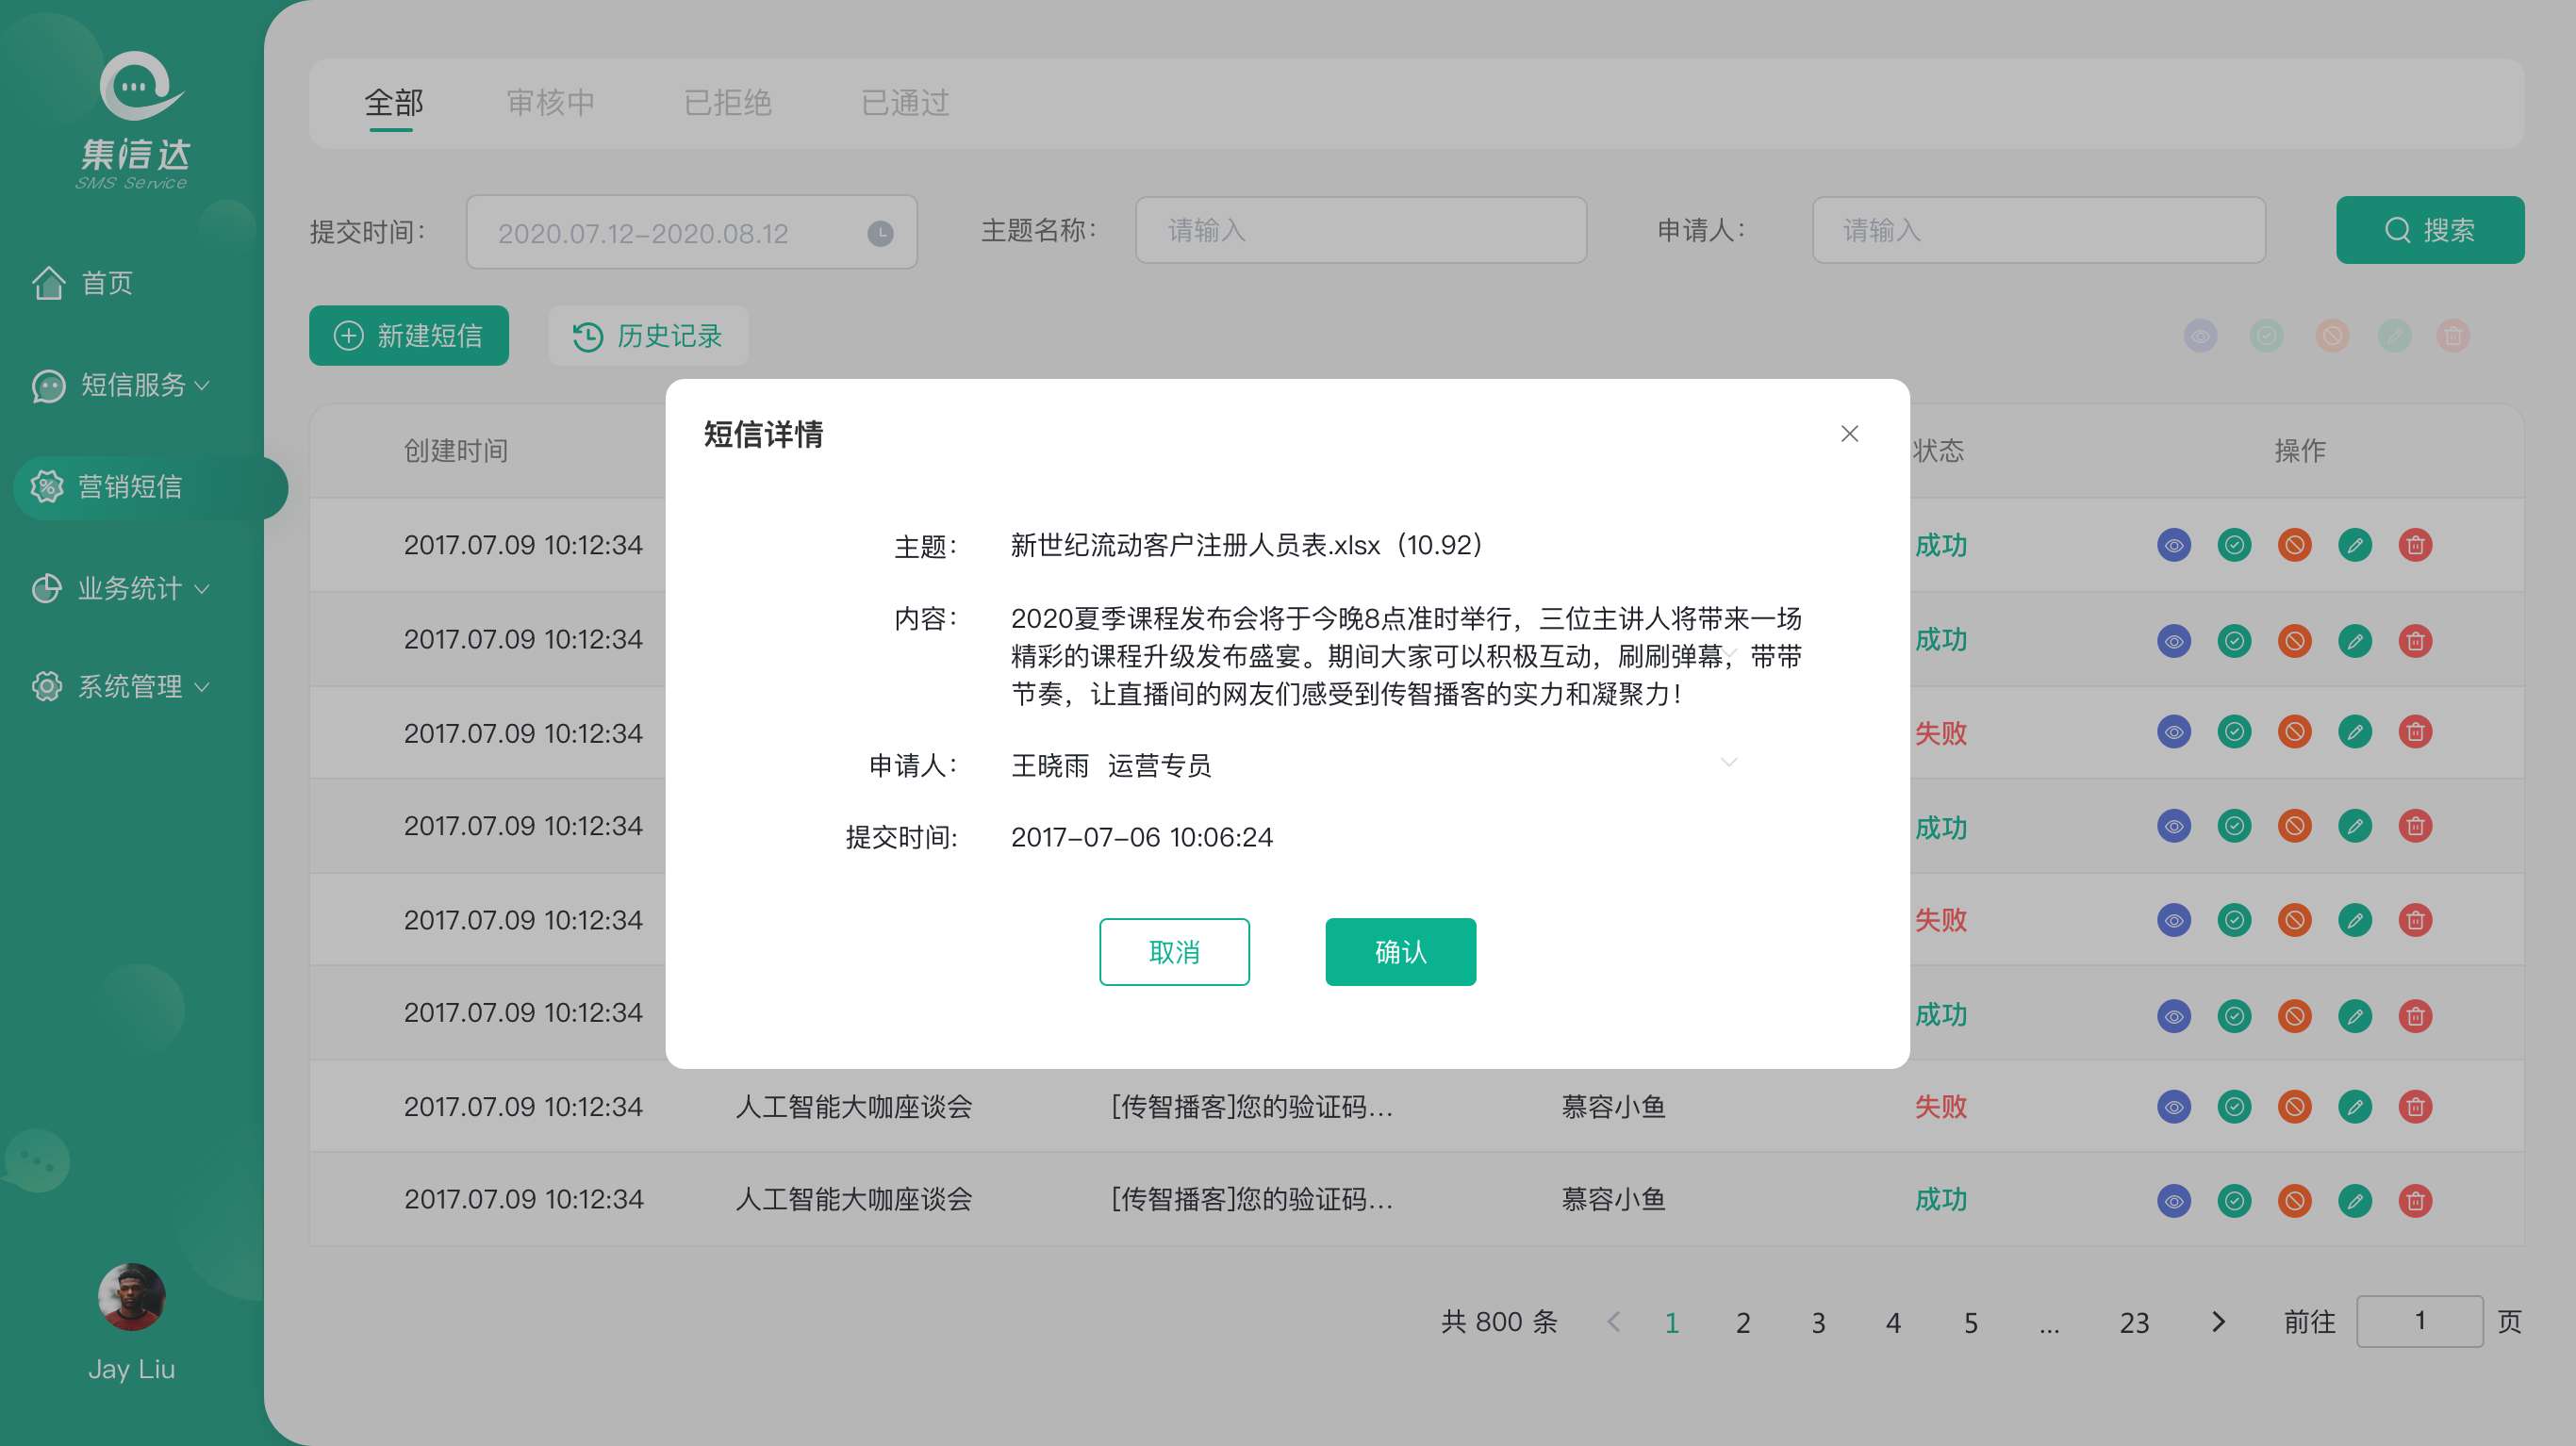 集信达
SMS Service
首页
短信服务
营销短信
业务统计
系统管理
Jay Liu
全部
审核中
已拒绝
已通过
提交时间：
2020.07.12-2020.08.12
主题名称：
请输入
申请人：
请输入
搜索
新建短信
历史记录
创建时间
状态
操作
2017.07.09 10:12:34
成功
2017.07.09 10:12:34
成功
2017.07.09 10:12:34
失败
2017.07.09 10:12:34
成功
2017.07.09 10:12:34
失败
2017.07.09 10:12:34
成功
2017.07.09 10:12:34 人工智能大咖座谈会 [传智播客]您的验证码... 慕容小鱼 失败
2017.07.09 10:12:34 人工智能大咖座谈会 [传智播客]您的验证码... 慕容小鱼 成功
短信详情
主题： 新世纪流动客户注册人员表.xlsx（10.92）
内容： 2020夏季课程发布会将于今晚8点准时举行，三位主讲人将带来一场
精彩的课程升级发布盛宴。期间大家可以积极互动，刷刷弹幕，带带
节奏，让直播间的网友们感受到传智播客的实力和凝聚力！
申请人： 王晓雨 运营专员
提交时间: 2017-07-06 10:06:24
取消
确认
共 800 条 1 2 3 4 5 ... 23 前往 1 页